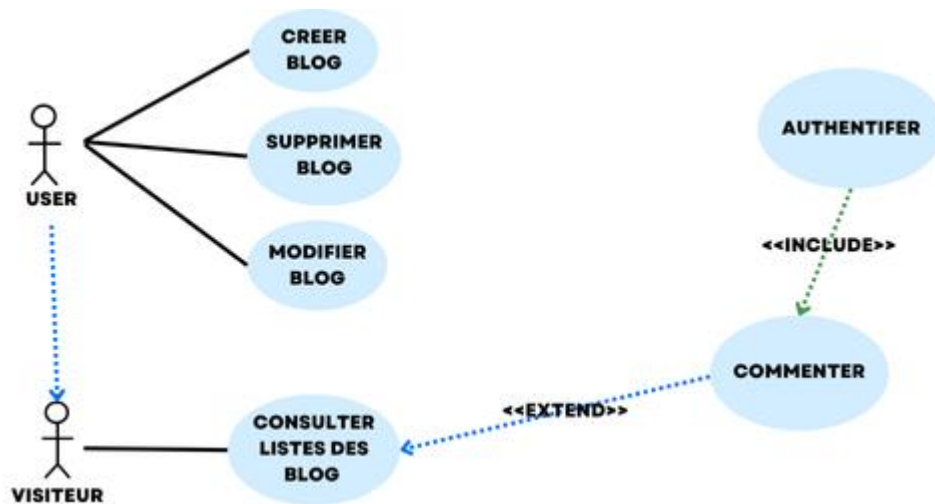 CREER
BLOG
SUPPRIMER
BLOG
AUTHENTIFER
USER
MODIFIER
BLOG
<<INCLUDE>>
COMMENTER
<<EXTEND>>
CONSULTER
LISTES DES
BLOG
VISITEUR